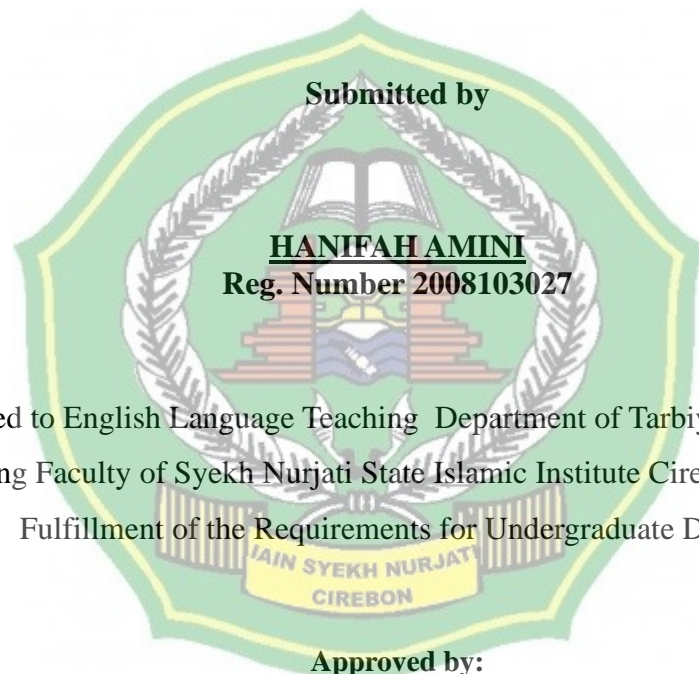 Submitted by
HANIFAH AMINI
Reg. Number 2008103027
ed to English Language Teaching Department of Tarbiy
ng Faculty of Syekh Nurjati State Islamic Institute Cire
Fulfillment of the Requirements for Undergraduate D
IAIN SYEKH NURJATI
CIREBON
Approved by: